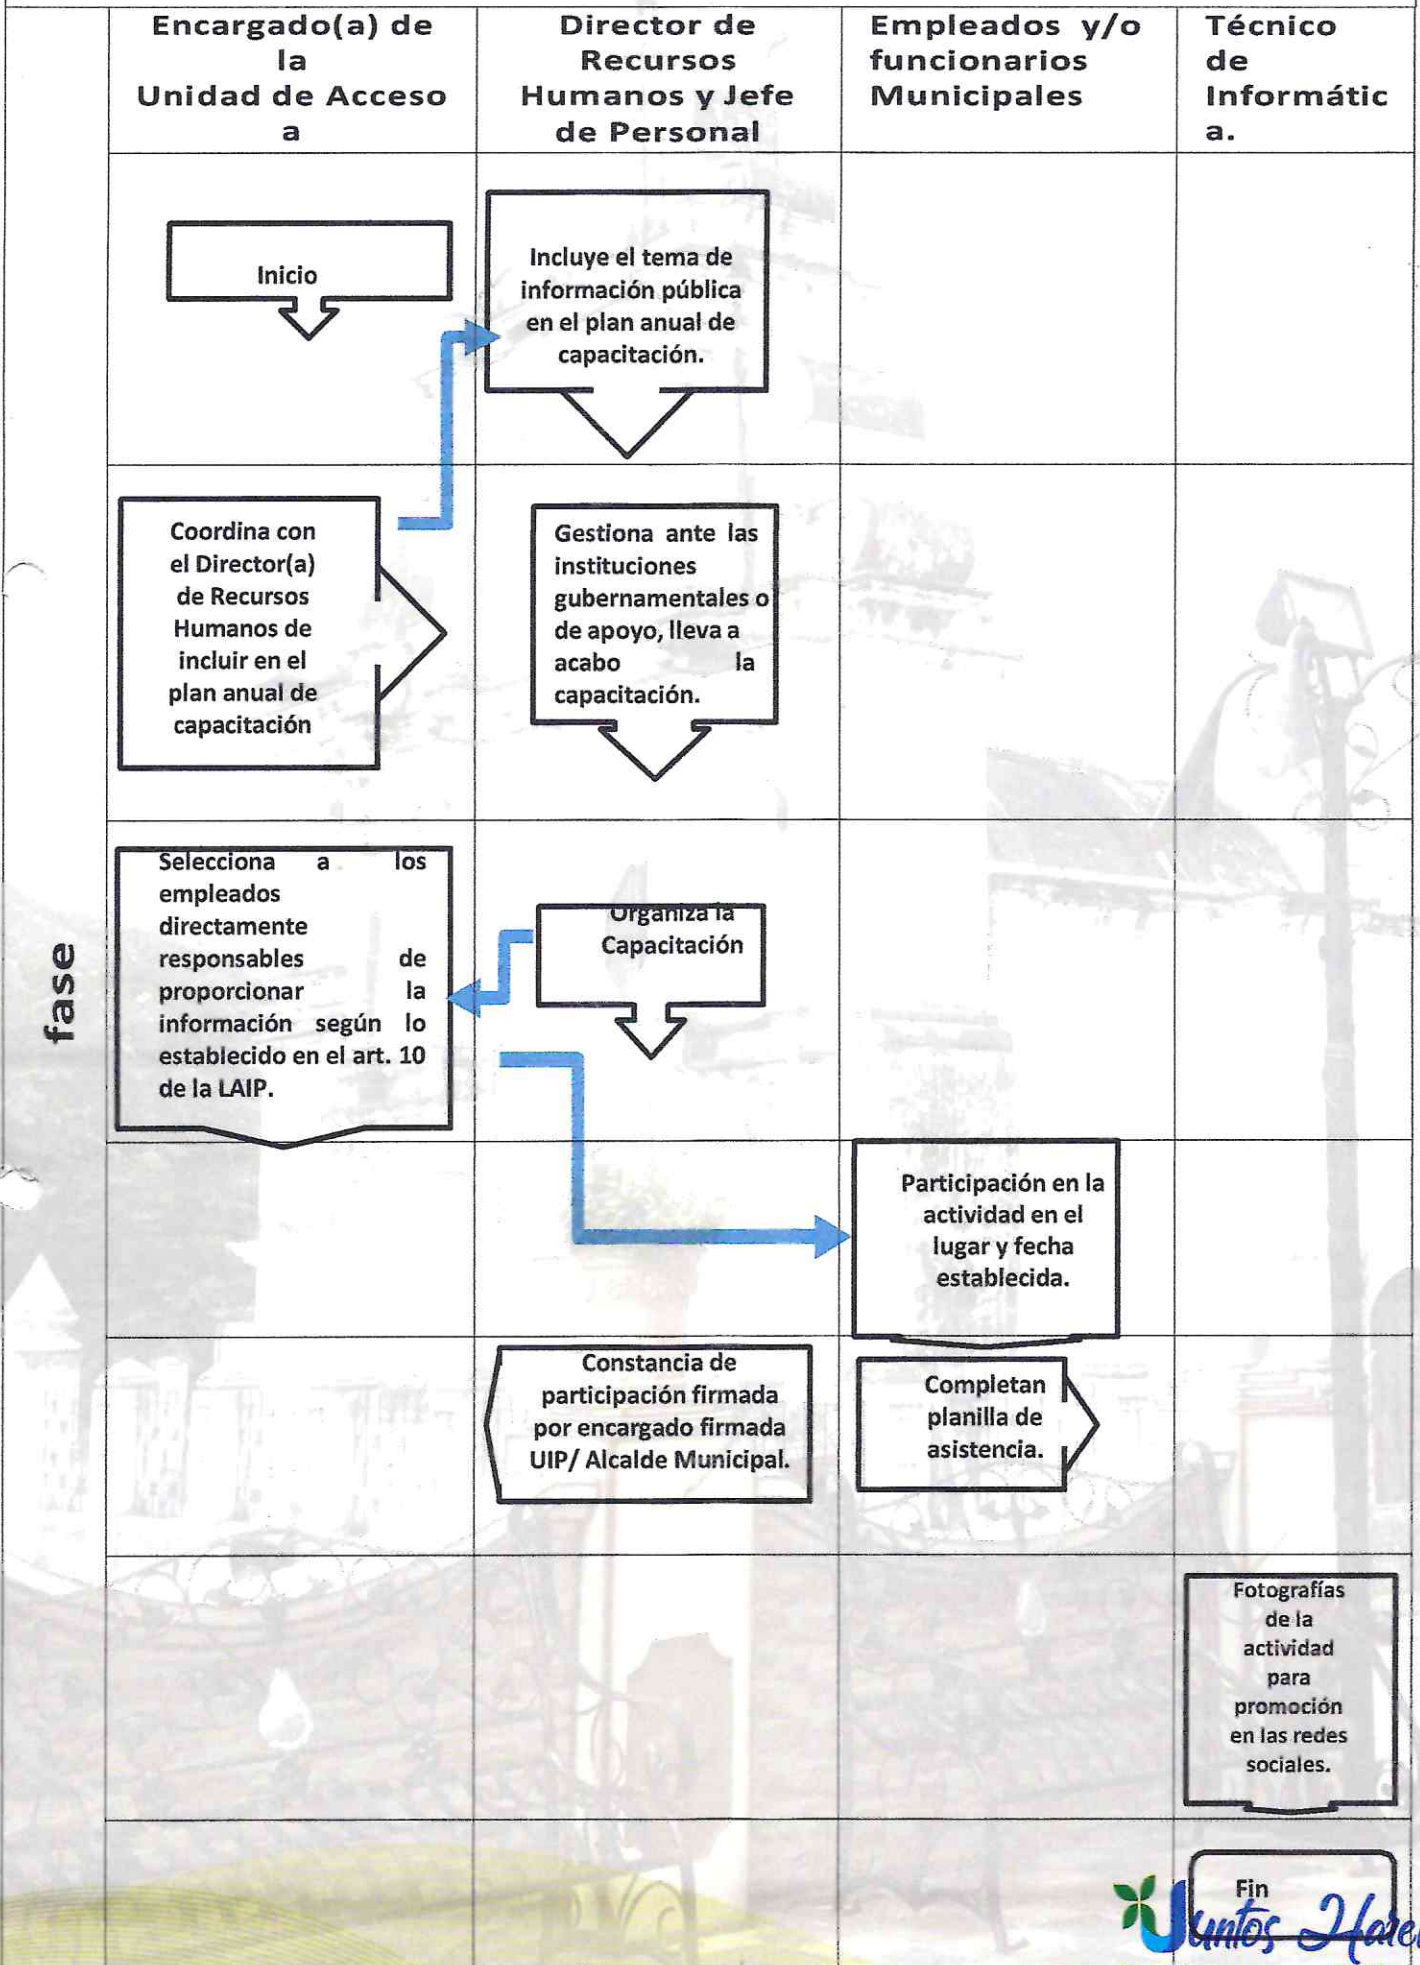 Encargado(a) de
la
Unidad de Acceso
a
Director de
Recursos
Humanos y Jefe
de Personal
Empleados y/o
funcionarios
Municipales
Técnico
de
Informátic
a.
fase
Inicio
Incluye el tema de
información pública
en el plan anual de
capacitación.
Coordina con
el Director(a)
de Recursos
Humanos de
incluir en el
plan anual de
capacitación
Gestiona ante las
instituciones
gubernamentales o
de apoyo, lleva a
acabo la
capacitación.
Selecciona a los
empleados
directamente
responsables de
proporcionar la
información según lo
establecido en el art. 10
de la LAIP.
Organiza la
Capacitación
Participación en la
actividad en el
lugar y fecha
establecida.
Constancia de
participación firmada
por encargado firmada
UIP/ Alcalde Municipal.
Completan
planilla de
asistencia.
Fotografías
de la
actividad
para
promoción
en las redes
sociales.
Fin
Juntos